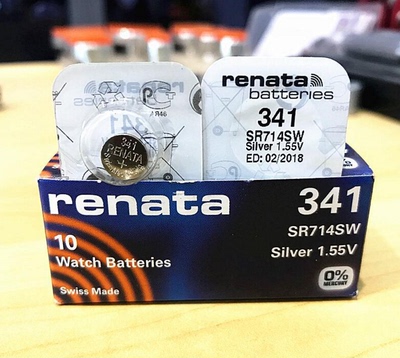 341
RENATA
+
341
renata
batteries
341
SR714SW
Silver 1.55V
ED: 02/2018
renata 341
SR714SW
10
Watch Batteries
Silver 1.55V
Swiss Made
0%
MERCURY